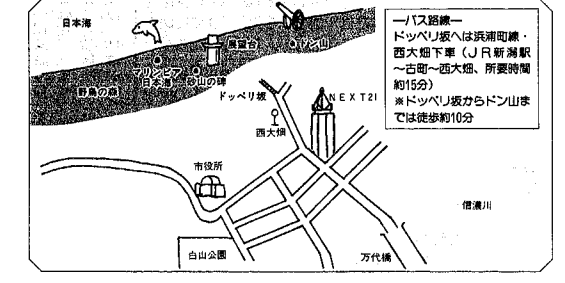 日本海
展望台
ドン山
マリンピア
日本海
砂山の碑
野鳥の森
ドッペリ坂
NEXT21
西大畑
市役所
信濃川
白山公園
万代橋
―バス路線―
ドッペリ坂へは浜浦町線・
西大畑下車(JR新潟駅
～古町～西大畑、所要時間
約15分)
※ドッペリ坂からドン山ま
では徒歩約10分